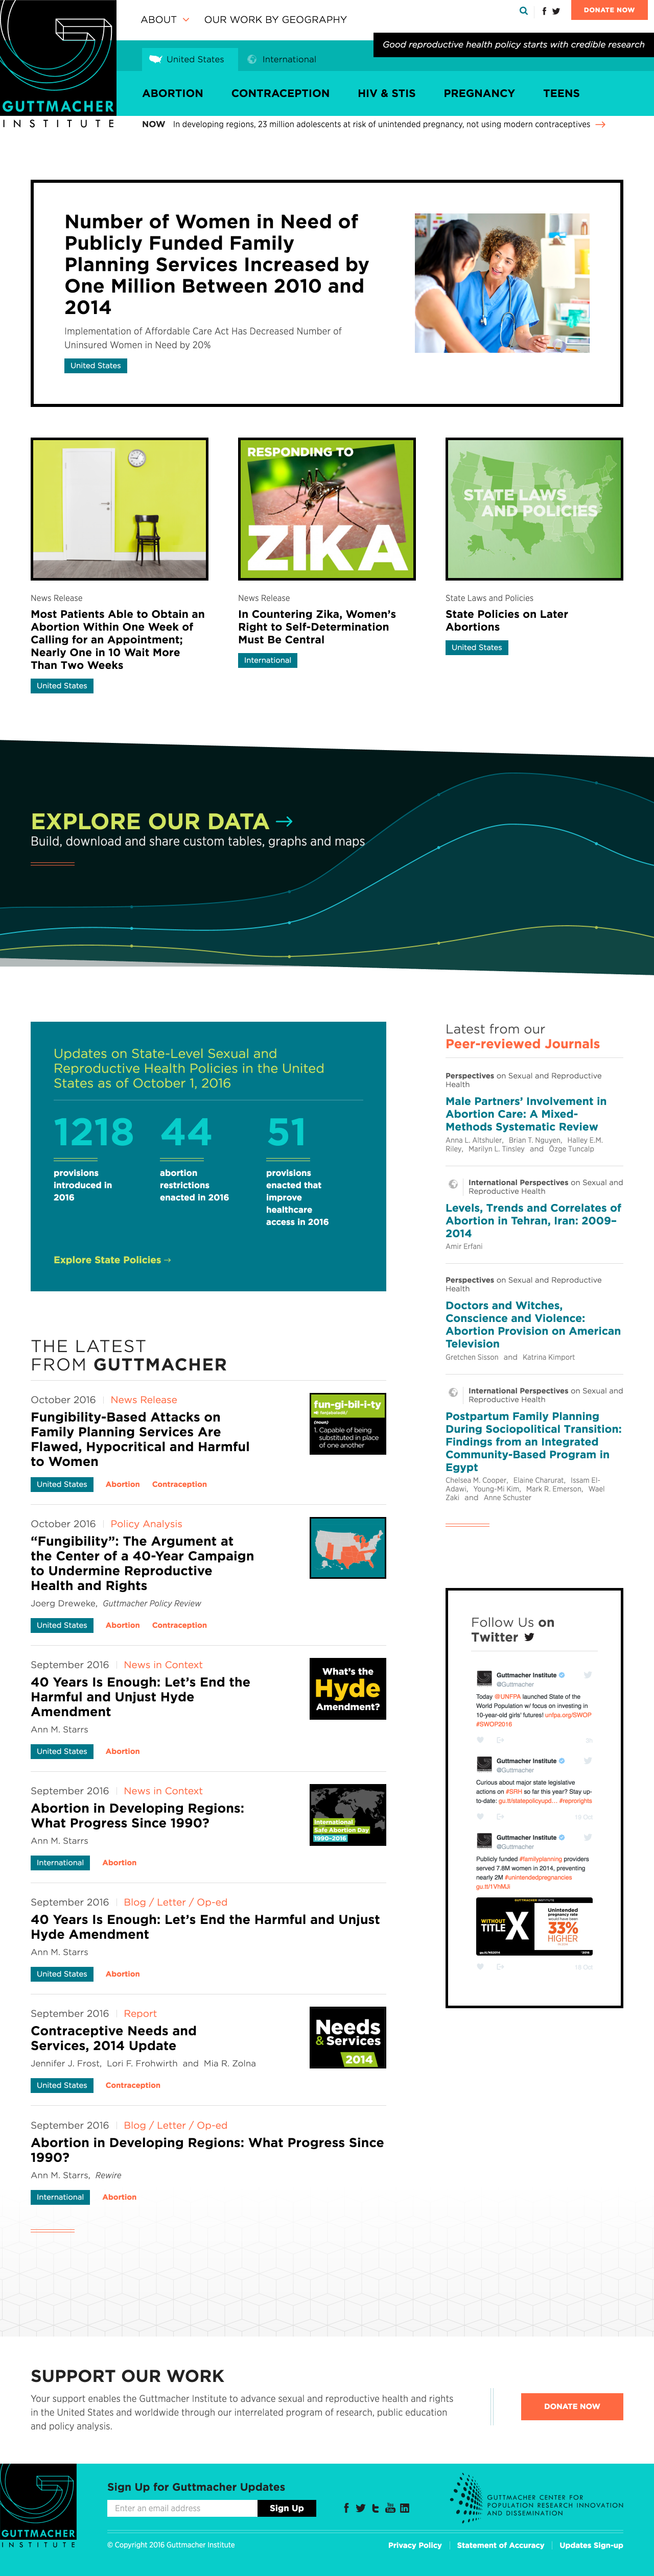 ABOUT
OUR WORK BY GEOGRAPHY
DONATE NOW
Good reproductive health policy starts with credible research
United States
International
GUTTMACHER
INSTITUTE
ABORTION
CONTRACEPTION
HIV & STIS
PREGNANCY
TEENS
NOW In developing regions, 23 million adolescents at risk of unintended pregnancy, not using modern contraceptives →
Number of Women in Need of
Publicly Funded Family
Planning Services Increased by
One Million Between 2010 and
2014
Implementation of Affordable Care Act Has Decreased Number of
Uninsured Women in Need by 20%
United States
News Release
Most Patients Able to Obtain an
Abortion Within One Week of
Calling for an Appointment;
Nearly One in 10 Wait More
Than Two Weeks
United States
RESPONDING TO
ZIKA
News Release
In Countering Zika, Women’s
Right to Self-Determination
Must Be Central
International
STATE LAWS
AND POLICIES
State Laws and Policies
State Policies on Later
Abortions
United States
EXPLORE OUR DATA →
Build, download and share custom tables, graphs and maps
Updates on State-Level Sexual and
Reproductive Health Policies in the United
States as of October 1, 2016
1218
provisions
introduced in
2016
44
abortion
restrictions
enacted in 2016
51
provisions
enacted that
improve
healthcare
access in 2016
Explore State Policies →
THE LATEST
FROM GUTTMACHER
October 2016 | News Release
Fungibility-Based Attacks on
Family Planning Services Are
Flawed, Hypocritical and Harmful
to Women
United States Abortion Contraception
fun-gi-bil-i-ty
(noun)
1. Capable of being
substituted in place
of one another
October 2016 | Policy Analysis
“Fungibility”: The Argument at
the Center of a 40-Year Campaign
to Undermine Reproductive
Health and Rights
Joerg Dreweke, Guttmacher Policy Review
United States Abortion Contraception
September 2016 | News in Context
40 Years Is Enough: Let’s End the
Harmful and Unjust Hyde
Amendment
Ann M. Starrs
United States Abortion
What’s the
Hyde
Amendment?
September 2016 | News in Context
Abortion in Developing Regions:
What Progress Since 1990?
Ann M. Starrs
International Abortion
International
Safe Abortion Day
1990–2016
September 2016 | Blog / Letter / Op-ed
40 Years Is Enough: Let’s End the Harmful and Unjust
Hyde Amendment
Ann M. Starrs
United States Abortion
September 2016 | Report
Contraceptive Needs and
Services, 2014 Update
Jennifer J. Frost, Lori F. Frohwirth and Mia R. Zolna
United States Contraception
Needs
& Services
2014
September 2016 | Blog / Letter / Op-ed
Abortion in Developing Regions: What Progress Since
1990?
Ann M. Starrs, Rewire
International Abortion
Latest from our
Peer-reviewed Journals
Perspectives on Sexual and Reproductive
Health
Male Partners’ Involvement in
Abortion Care: A Mixed-
Methods Systematic Review
Anna L. Altshuler, Brian T. Nguyen, Halley E.M.
Riley, Marilyn L. Tinsley and Özge Tuncalp
International Perspectives on Sexual and
Reproductive Health
Levels, Trends and Correlates of
Abortion in Tehran, Iran: 2009–
2014
Amir Erfani
Perspectives on Sexual and Reproductive
Health
Doctors and Witches,
Conscience and Violence:
Abortion Provision on American
Television
Gretchen Sisson and Katrina Kimport
International Perspectives on Sexual and
Reproductive Health
Postpartum Family Planning
During Sociopolitical Transition:
Findings from an Integrated
Community-Based Program in
Egypt
Chelsea M. Cooper, Elaine Charurat, Issam El-
Adawi, Young-Mi Kim, Mark R. Emerson, Wael
Zaki and Anne Schuster
Follow Us on
Twitter
Guttmacher Institute
@Guttmacher
Today @UNFPA launched State of the
World Population w/ focus on investing in
10-year-old girls' futures! unfpa.org/SWOP
#SWOP2016
Guttmacher Institute
@Guttmacher
Curious about major state legislative
actions on #SRH so far this year? Stay up-
to-date: gu.tt/statepolicyupd… #reprorights
Guttmacher Institute
@Guttmacher
Publicly funded #familyplanning providers
served 7.8M women in 2014, preventing
nearly 2M #unintendedpregnancies
gu.tt/1VhMJI
GUTTMACHER INSTITUTE
WITHOUT
TITLE X
Unintended
pregnancy rate
would have been
33%
HIGHER
SUPPORT OUR WORK
Your support enables the Guttmacher Institute to advance sexual and reproductive health and rights
in the United States and worldwide through our interrelated program of research, public education
and policy analysis.
DONATE NOW
GUTTMACHER
INSTITUTE
Sign Up for Guttmacher Updates
Enter an email address
Sign Up
GUTTMACHER CENTER FOR
POPULATION RESEARCH INNOVATION
AND DISSEMINATION
© Copyright 2016 Guttmacher Institute
Privacy Policy | Statement of Accuracy | Updates Sign-up